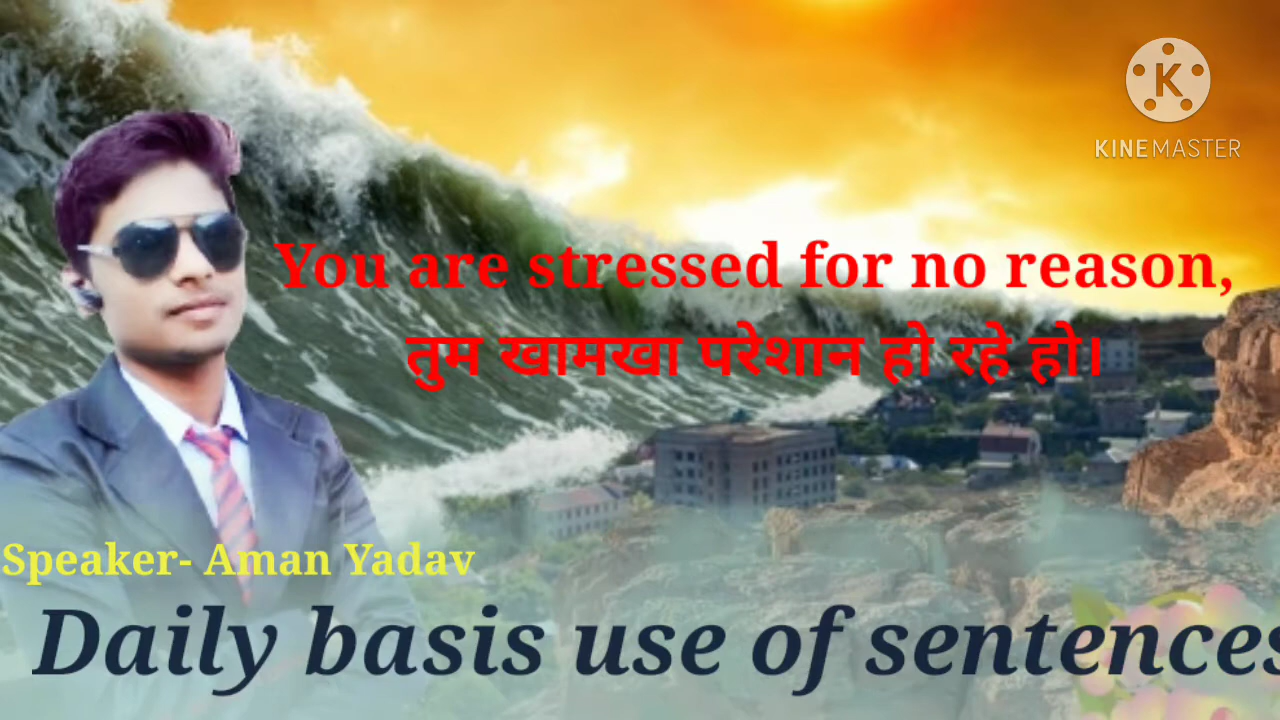 KINEMASTER
You are stressed for no reason,
तुम खामखा परेशान हो रहे हो।
Speaker- Aman Yadav
Daily basis use of sentences